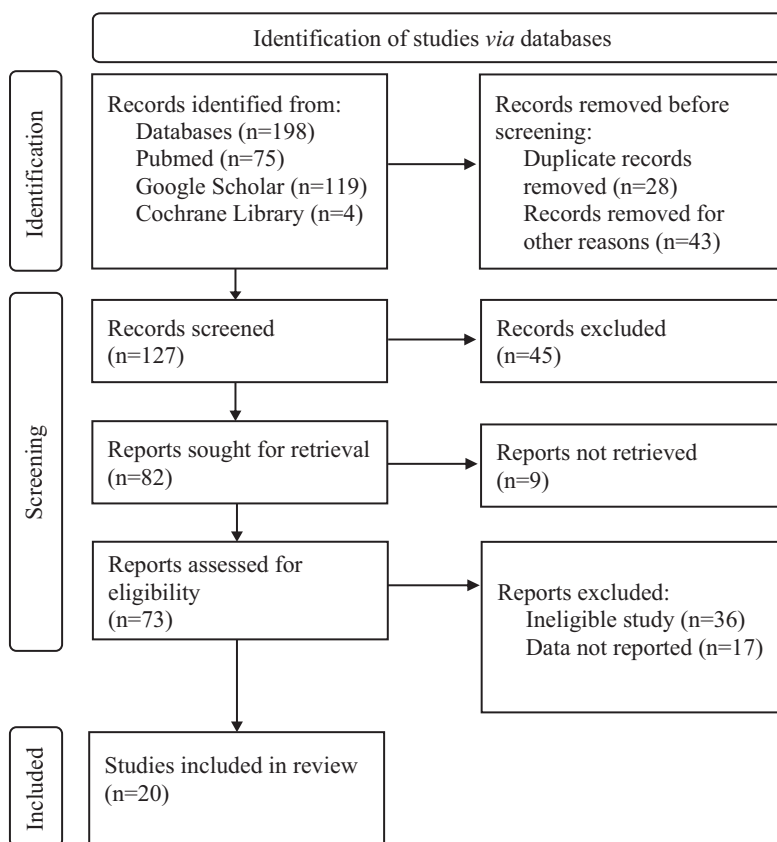 Identification of studies via databases
Identification
Records identified from:
Databases (n=198)
Pubmed (n=75)
Google Scholar (n=119)
Cochrane Library (n=4)
Records removed before
screening:
Duplicate records
removed (n=28)
Records removed for
other reasons (n=43)
Screening
Records screened
(n=127)
Records excluded
(n=45)
Reports sought for retrieval
(n=82)
Reports not retrieved
(n=9)
Reports assessed for
eligibility
(n=73)
Reports excluded:
Ineligible study (n=36)
Data not reported (n=17)
Included
Studies included in review
(n=20)